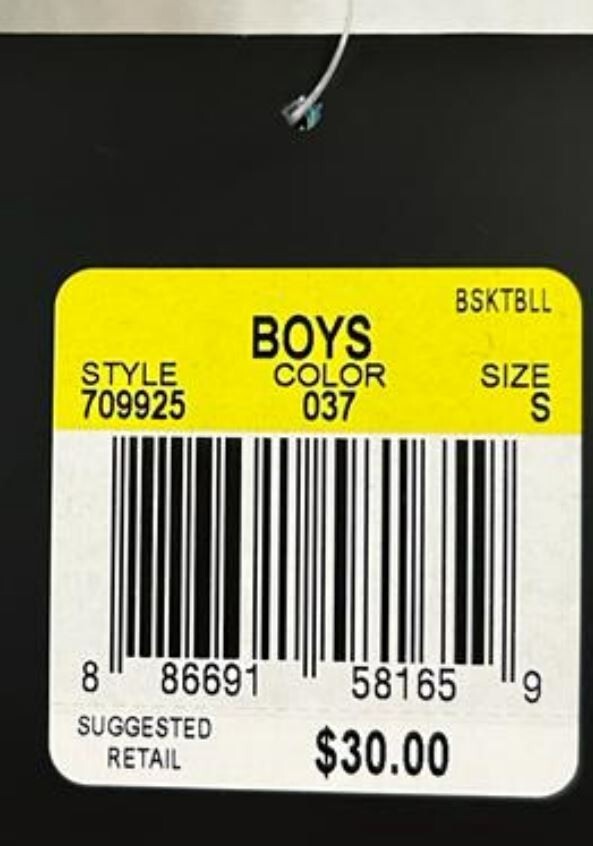 BSKTBLL
BOYS
STYLE COLOR SIZE
709925 037 S
8 86691 58165 9
SUGGESTED RETAIL $30.00